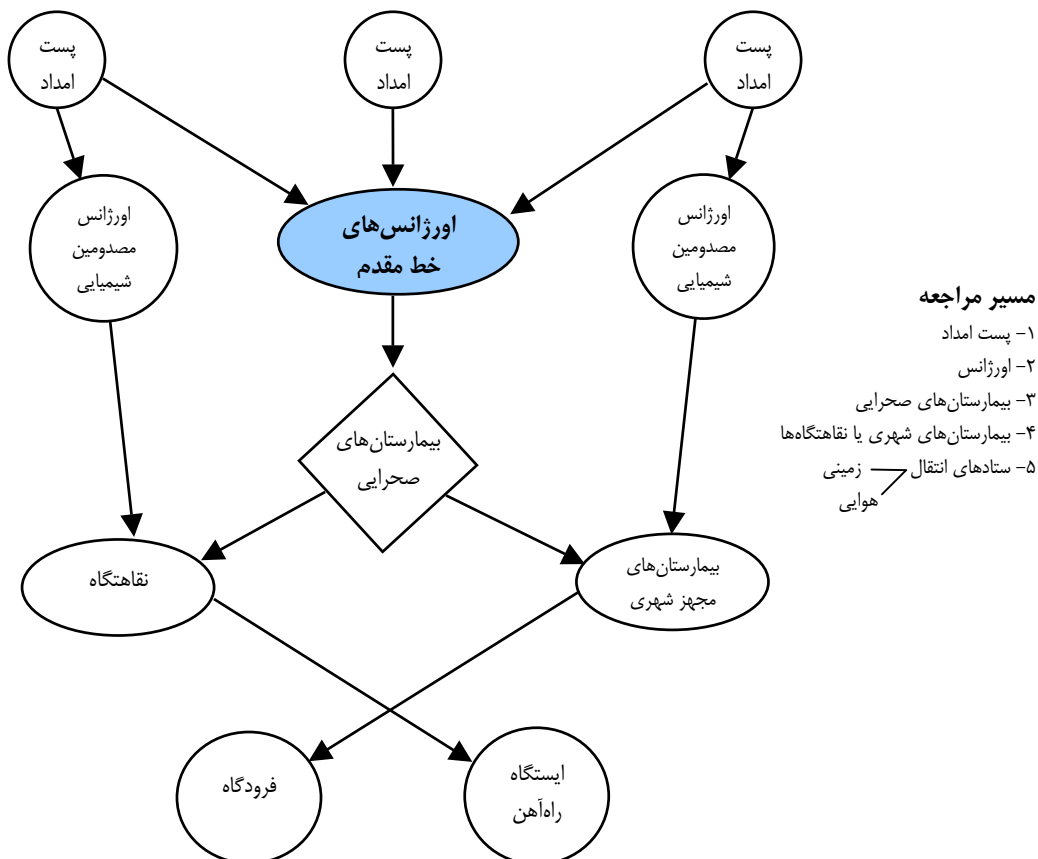 پست
امداد
پست
امداد
پست
امداد
اورژانس
مصدومین
شیمیایی
اورژانس‌های
خط مقدم
اورژانس
مصدومین
شیمیایی
مسیر مراجعه
۱- پست امداد
۲- اورژانس
۳- بیمارستان‌های صحرایی
۴- بیمارستان‌های شهری یا نقاهتگاه‌ها
۵- ستادهای انتقال زمینی
هوایی
بیمارستان‌های
صحرایی
بیمارستان‌های
مجهز شهری
نقاهتگاه
ایستگاه
راه‌آهن
فرودگاه